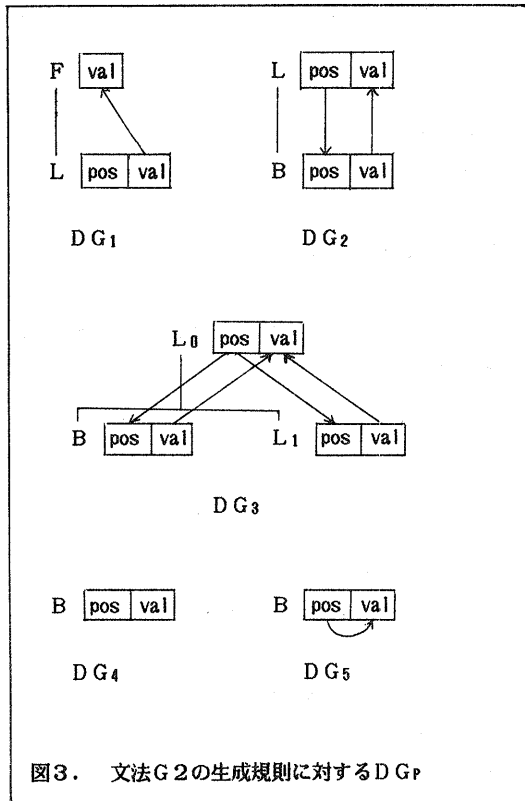 F val
L pos val
L pos val
B pos val
DG1
DG2
L0 pos val
B pos val
L1 pos val
DG3
B pos val
B pos val
DG4
DG5
図3. 文法G2の生成規則に対するDGP